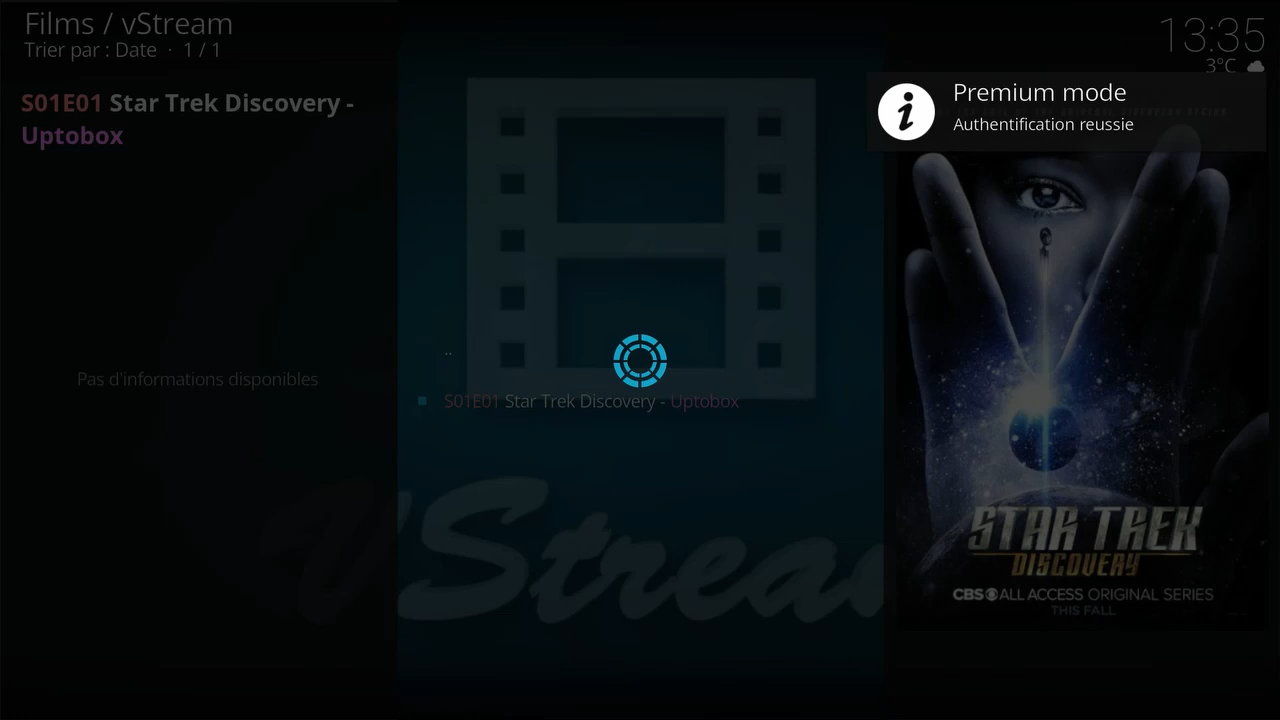 Films / vStream
Trier par : Date · 1 / 1
13:35
3°C
S01E01 Star Trek Discovery -
Uptobox
Premium mode
Authentification reussie
Pas d'informations disponibles
..
S01E01 Star Trek Discovery - Uptobox
VStream
STAR TREK
DISCOVERY
CBS ALL ACCESS ORIGINAL SERIES
THIS FALL